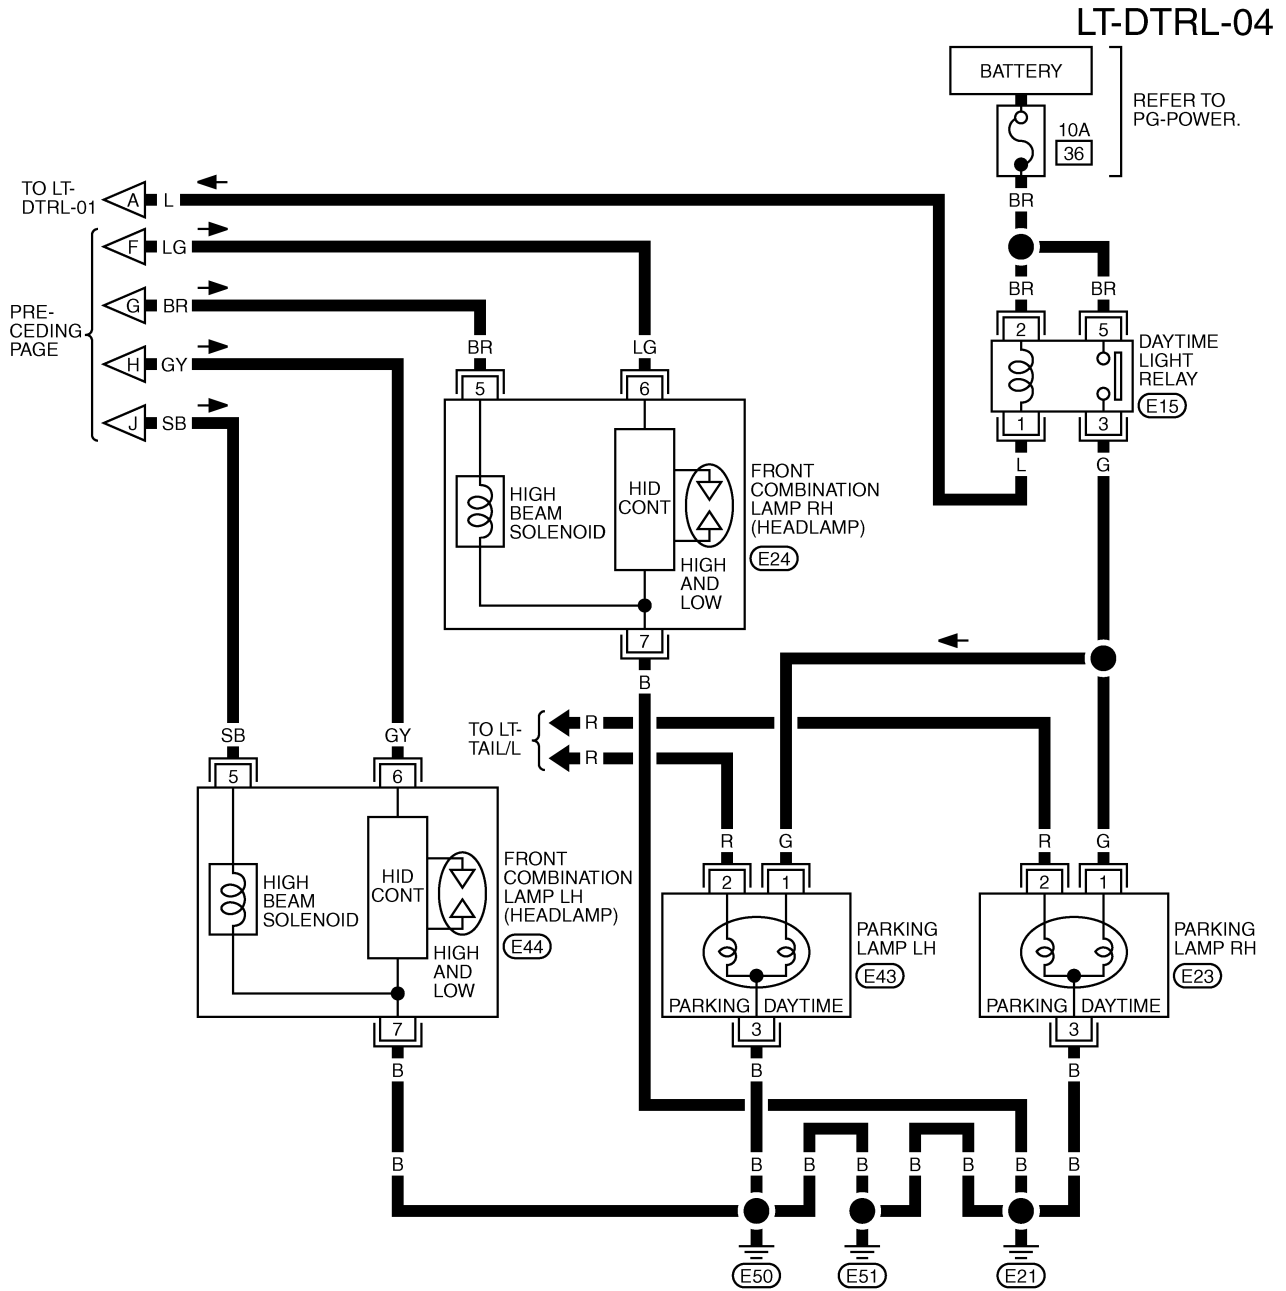 LT-DTRL-04
BATTERY
REFER TO
PG-POWER.
10A
36
BR
TO LT-
DTRL-01
A L
F LG
G BR
H GY
J SB
PRE-
CEDING
PAGE
BR BR
2 5
DAYTIME
LIGHT
RELAY
E15
1 3
L G
BR LG
5 6
HIGH
BEAM
SOLENOID
HID
CONT
HIGH
AND
LOW
FRONT
COMBINATION
LAMP RH
(HEADLAMP)
E24
7
B
TO LT-
TAIL/L
R
R
SB GY
5 6
HIGH
BEAM
SOLENOID
HID
CONT
HIGH
AND
LOW
FRONT
COMBINATION
LAMP LH
(HEADLAMP)
E44
7
B
R G R G
2 1 2 1
PARKING
LAMP LH
E43
PARKING DAYTIME
3
B
PARKING
LAMP RH
E23
PARKING DAYTIME
3
B
B B B B B B B B
E50 E51 E21